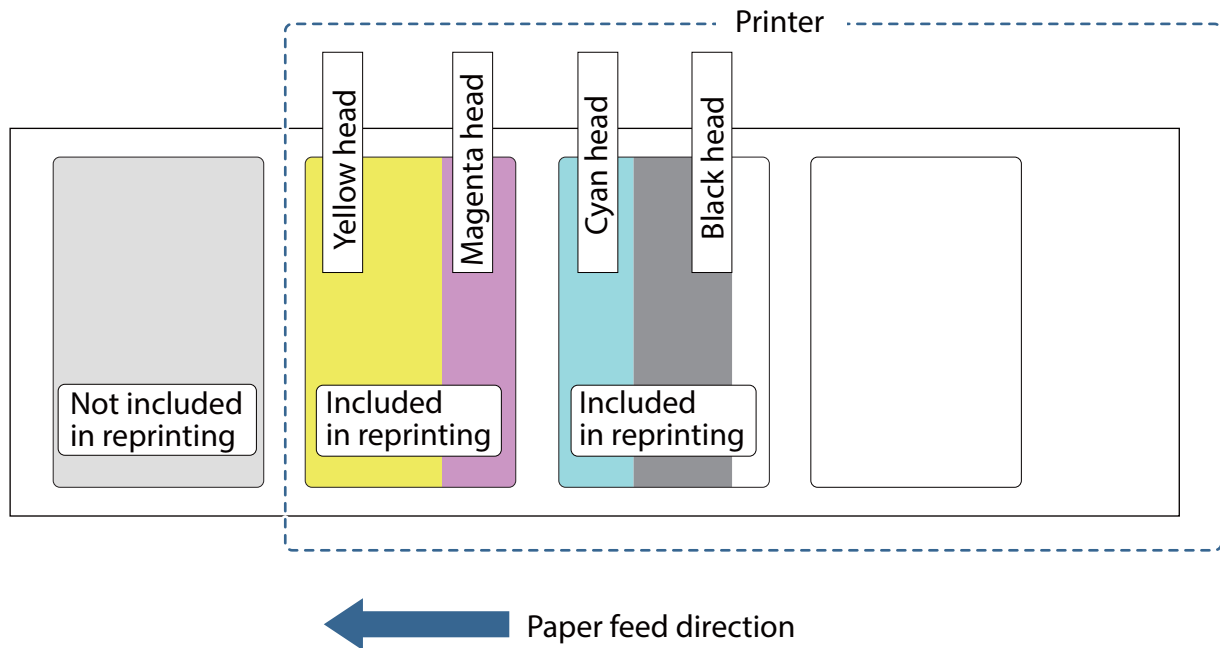 Printer
Yellow head
Magenta head
Cyan head
Black head
Not included
in reprinting
Included
in reprinting
Included
in reprinting
Paper feed direction